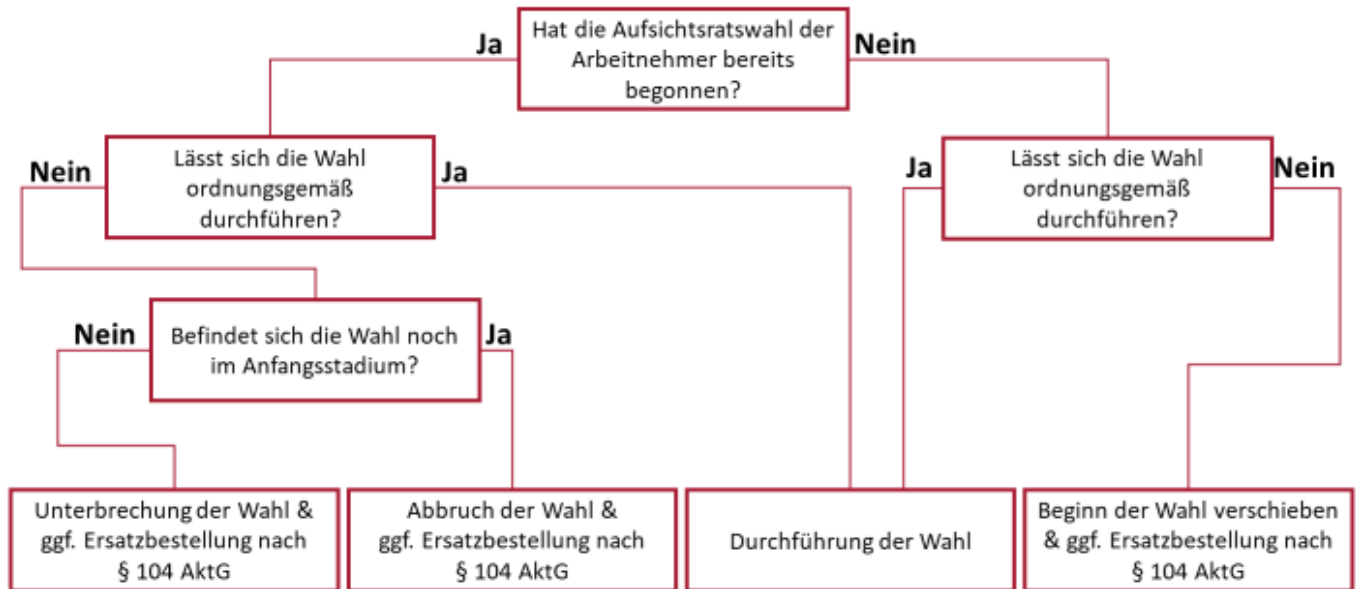 Hat die Aufsichtsratswahl der
Arbeitnehmer bereits
begonnen?
Ja
Nein
Lässt sich die Wahl
ordnungsgemäß
durchführen?
Nein
Ja
Lässt sich die Wahl
ordnungsgemäß
durchführen?
Ja
Nein
Befindet sich die Wahl noch
im Anfangsstadium?
Nein
Ja
Unterbrechung der Wahl &
ggf. Ersatzbestellung nach
§ 104 AktG
Abbruch der Wahl &
ggf. Ersatzbestellung nach
§ 104 AktG
Durchführung der Wahl
Beginn der Wahl verschieben
& ggf. Ersatzbestellung nach
§ 104 AktG